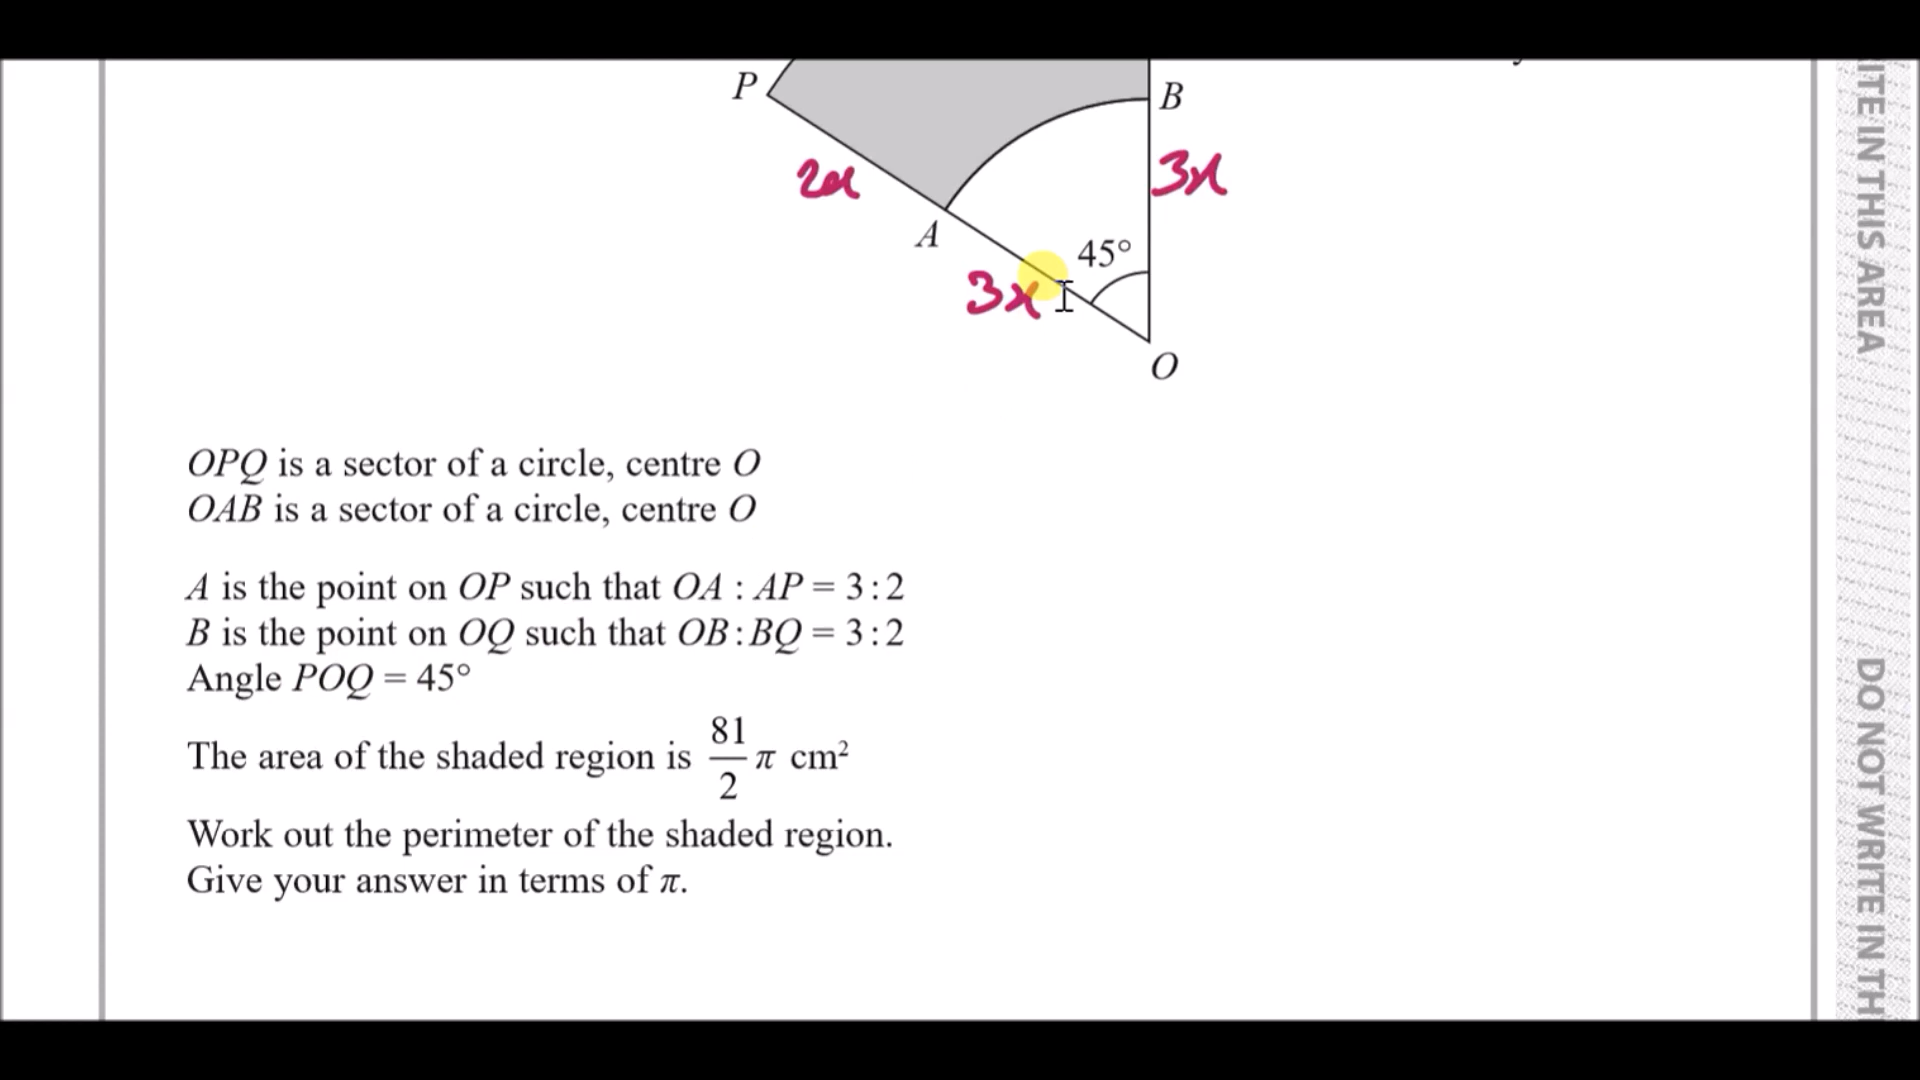 P
B
2x
3x
A
45°
3x
O
OPQ is a sector of a circle, centre O
OAB is a sector of a circle, centre O
A is the point on OP such that OA : AP = 3 : 2
B is the point on OQ such that OB : BQ = 3 : 2
Angle POQ = 45°
The area of the shaded region is 81/2 π cm²
Work out the perimeter of the shaded region.
Give your answer in terms of π.
ITE IN THIS AREA
DO NOT WRITE IN TH